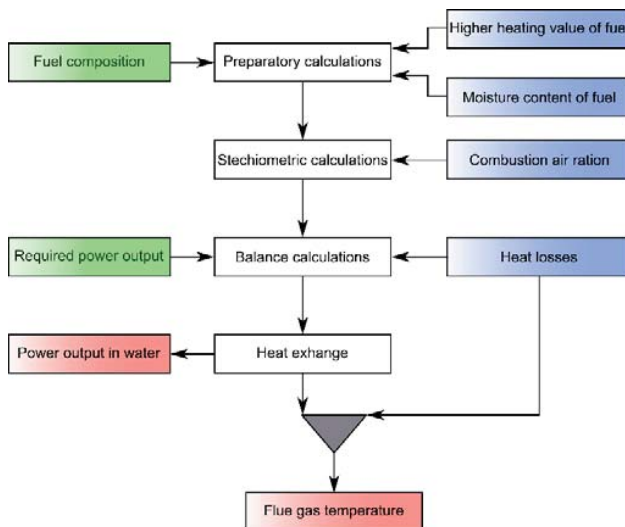 Higher heating value of fuel
Fuel composition
Preparatory calculations
Moisture content of fuel
Stechiometric calculations
Combustion air ration
Required power output
Balance calculations
Heat losses
Power output in water
Heat exhange
Flue gas temperature